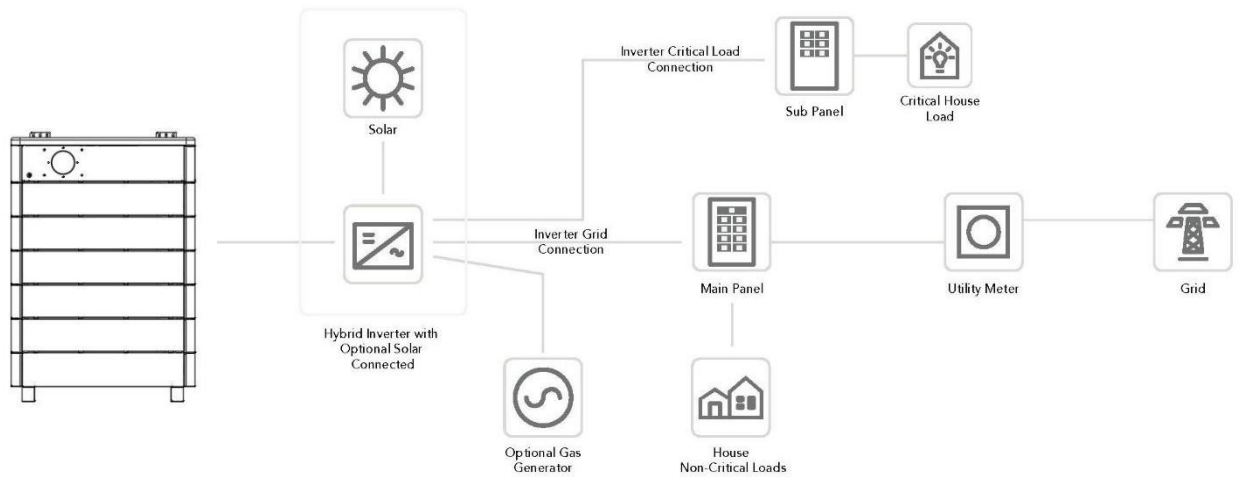 Solar
Hybrid Inverter with
Optional Solar
Connected
Inverter Critical Load
Connection
Sub Panel
Critical House
Load
Inverter Grid
Connection
Main Panel
Utility Meter
Grid
Optional Gas
Generator
House
Non-Critical Loads